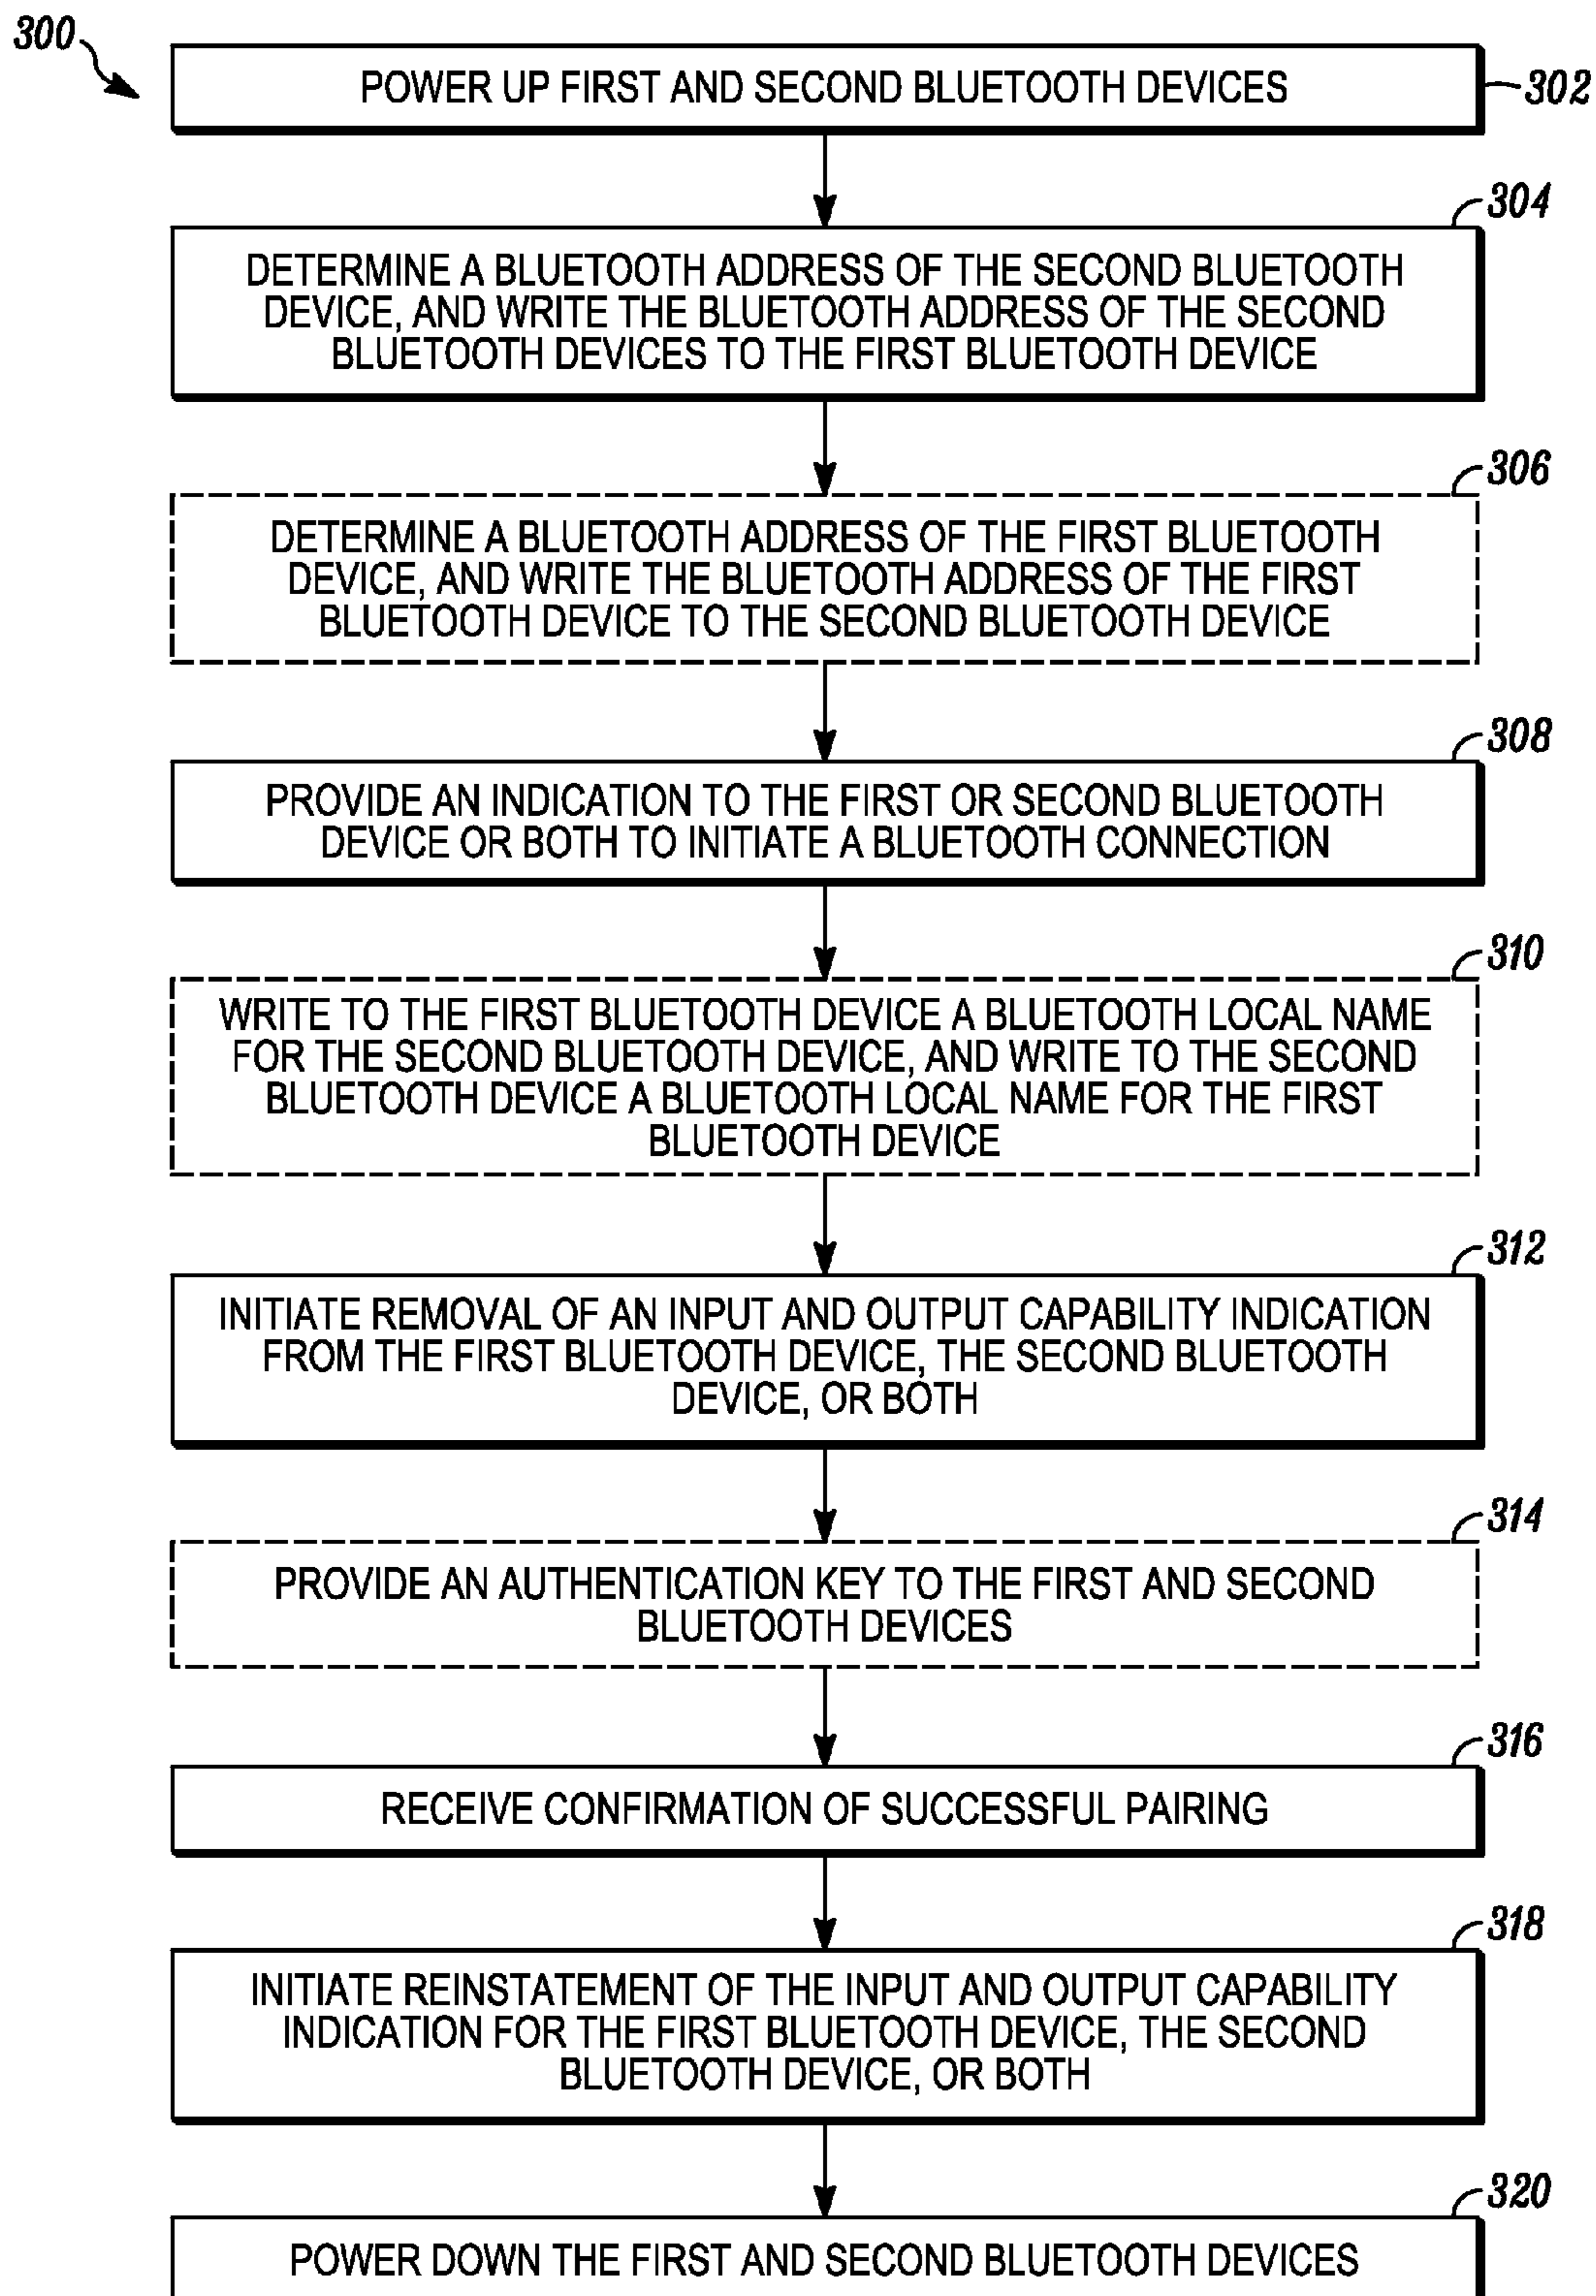 300
POWER UP FIRST AND SECOND BLUETOOTH DEVICES
302
304
DETERMINE A BLUETOOTH ADDRESS OF THE SECOND BLUETOOTH
DEVICE, AND WRITE THE BLUETOOTH ADDRESS OF THE SECOND
BLUETOOTH DEVICES TO THE FIRST BLUETOOTH DEVICE
306
DETERMINE A BLUETOOTH ADDRESS OF THE FIRST BLUETOOTH
DEVICE, AND WRITE THE BLUETOOTH ADDRESS OF THE FIRST
BLUETOOTH DEVICE TO THE SECOND BLUETOOTH DEVICE
308
PROVIDE AN INDICATION TO THE FIRST OR SECOND BLUETOOTH
DEVICE OR BOTH TO INITIATE A BLUETOOTH CONNECTION
310
WRITE TO THE FIRST BLUETOOTH DEVICE A BLUETOOTH LOCAL NAME
FOR THE SECOND BLUETOOTH DEVICE, AND WRITE TO THE SECOND
BLUETOOTH DEVICE A BLUETOOTH LOCAL NAME FOR THE FIRST
BLUETOOTH DEVICE
312
INITIATE REMOVAL OF AN INPUT AND OUTPUT CAPABILITY INDICATION
FROM THE FIRST BLUETOOTH DEVICE, THE SECOND BLUETOOTH
DEVICE, OR BOTH
314
PROVIDE AN AUTHENTICATION KEY TO THE FIRST AND SECOND
BLUETOOTH DEVICES
316
RECEIVE CONFIRMATION OF SUCCESSFUL PAIRING
318
INITIATE REINSTATEMENT OF THE INPUT AND OUTPUT CAPABILITY
INDICATION FOR THE FIRST BLUETOOTH DEVICE, THE SECOND
BLUETOOTH DEVICE, OR BOTH
320
POWER DOWN THE FIRST AND SECOND BLUETOOTH DEVICES